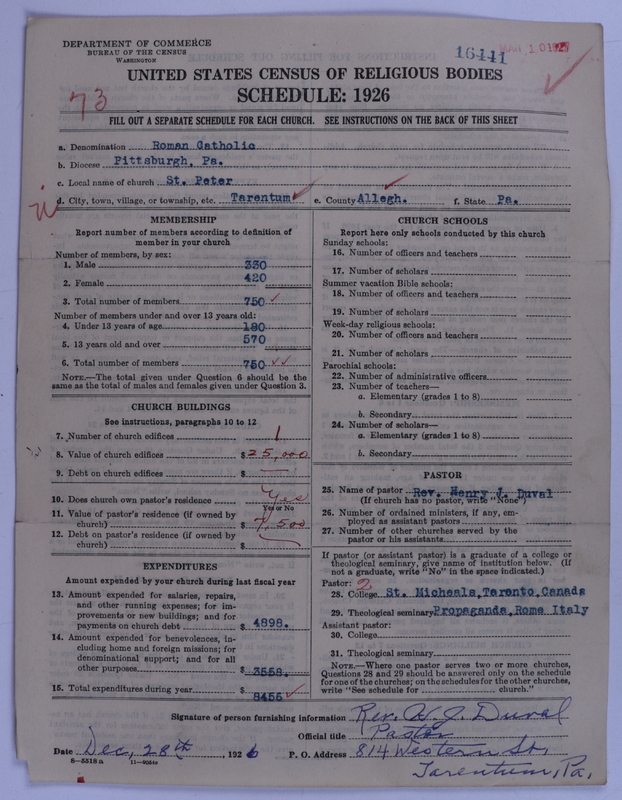 DEPARTMENT OF COMMERCE
BUREAU OF THE CENSUS
WASHINGTON
16441
UNITED STATES CENSUS OF RELIGIOUS BODIES
SCHEDULE: 1926
73
FILL OUT A SEPARATE SCHEDULE FOR EACH CHURCH. SEE INSTRUCTIONS ON THE BACK OF THIS SHEET
a. Denomination Roman Catholic
b. Diocese Pittsburgh, Pa.
c. Local name of church St. Peter
d. City, town, village, or township, etc. Tarentum e. County Allegh. f. State Pa.
MEMBERSHIP
Report number of members according to definition of
member in your church
Number of members, by sex:
1. Male 330
2. Female 420
3. Total number of members 750 ✓
Number of members under and over 13 years old:
4. Under 13 years of age 180
5. 13 years old and over 570
6. Total number of members 750 ✓✓
NOTE.—The total given under Question 6 should be the
same as the total of males and females given under Question 3.
CHURCH BUILDINGS
See instructions, paragraphs 10 to 12
7. Number of church edifices 1
8. Value of church edifices $25,000
9. Debt on church edifices $ —
10. Does church own pastor's residence Yes
Yes or No
11. Value of pastor's residence (if owned by
church) $ 7,500
12. Debt on pastor's residence (if owned by
church) $
EXPENDITURES
Amount expended by your church during last fiscal year
13. Amount expended for salaries, repairs,
and other running expenses; for im-
provements or new buildings; and for
payments on church debt $ 4898.
14. Amount expended for benevolences, in-
cluding home and foreign missions; for
denominational support; and for all
other purposes $ 3558.
15. Total expenditures during year $ 8456 ✓
CHURCH SCHOOLS
Report here only schools conducted by this church
Sunday schools:
16. Number of officers and teachers
17. Number of scholars
Summer vacation Bible schools:
18. Number of officers and teachers
19. Number of scholars
Week-day religious schools:
20. Number of officers and teachers
21. Number of scholars
Parochial schools:
22. Number of administrative officers
23. Number of teachers—
a. Elementary (grades 1 to 8)
b. Secondary
24. Number of scholars—
a. Elementary (grades 1 to 8)
b. Secondary
PASTOR
25. Name of pastor Rev. Henry J. Duval
(If church has no pastor, write "None")
26. Number of ordained ministers, if any, em-
ployed as assistant pastors
27. Number of other churches served by the
pastor or his assistants
If pastor (or assistant pastor) is a graduate of a college or
theological seminary, give name of institution below. (If
not a graduate, write "No" in the space indicated.)
Pastor: 2
28. College St. Micheals, Taronto, Canada
29. Theological seminary Propaganda, Rome Italy
Assistant pastor:
30. College
31. Theological seminary
NOTE.—Where one pastor serves two or more churches,
Questions 28 and 29 should be answered only on the schedule
for one of the churches; on the schedules for the other churches,
write "See schedule for church."
Signature of person furnishing information Rev. H. J. Duval
Official title Pastor
Date Dec, 28th, 1926 P. O. Address 814 Western St,
Tarentum, Pa,
8—5518 a